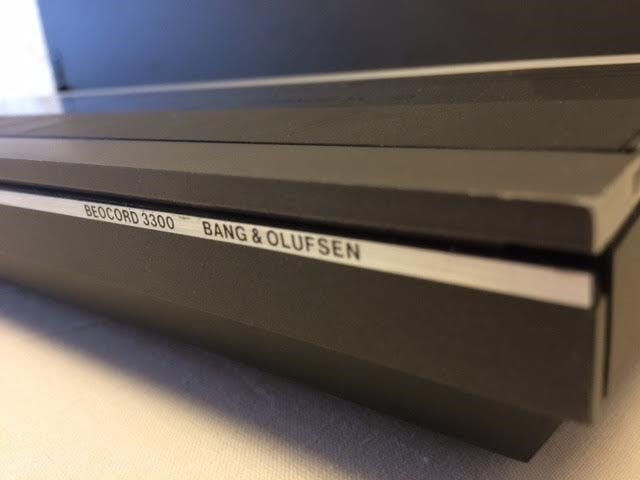 BEOCORD 3300 BANG & OLUFSEN